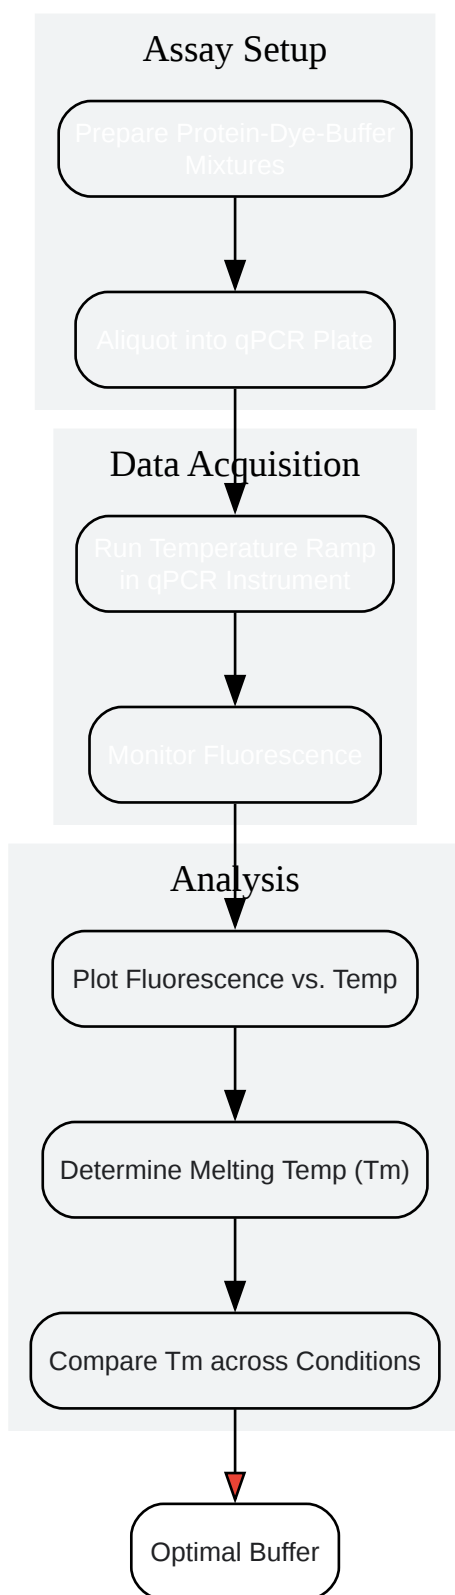 Assay Setup
Prepare Protein-Dye-Buffer
Mixtures
Aliquot into qPCR Plate
Data Acquisition
Run Temperature Ramp
in qPCR Instrument
Monitor Fluorescence
Analysis
Plot Fluorescence vs. Temp
Determine Melting Temp (Tm)
Compare Tm across Conditions
Optimal Buffer